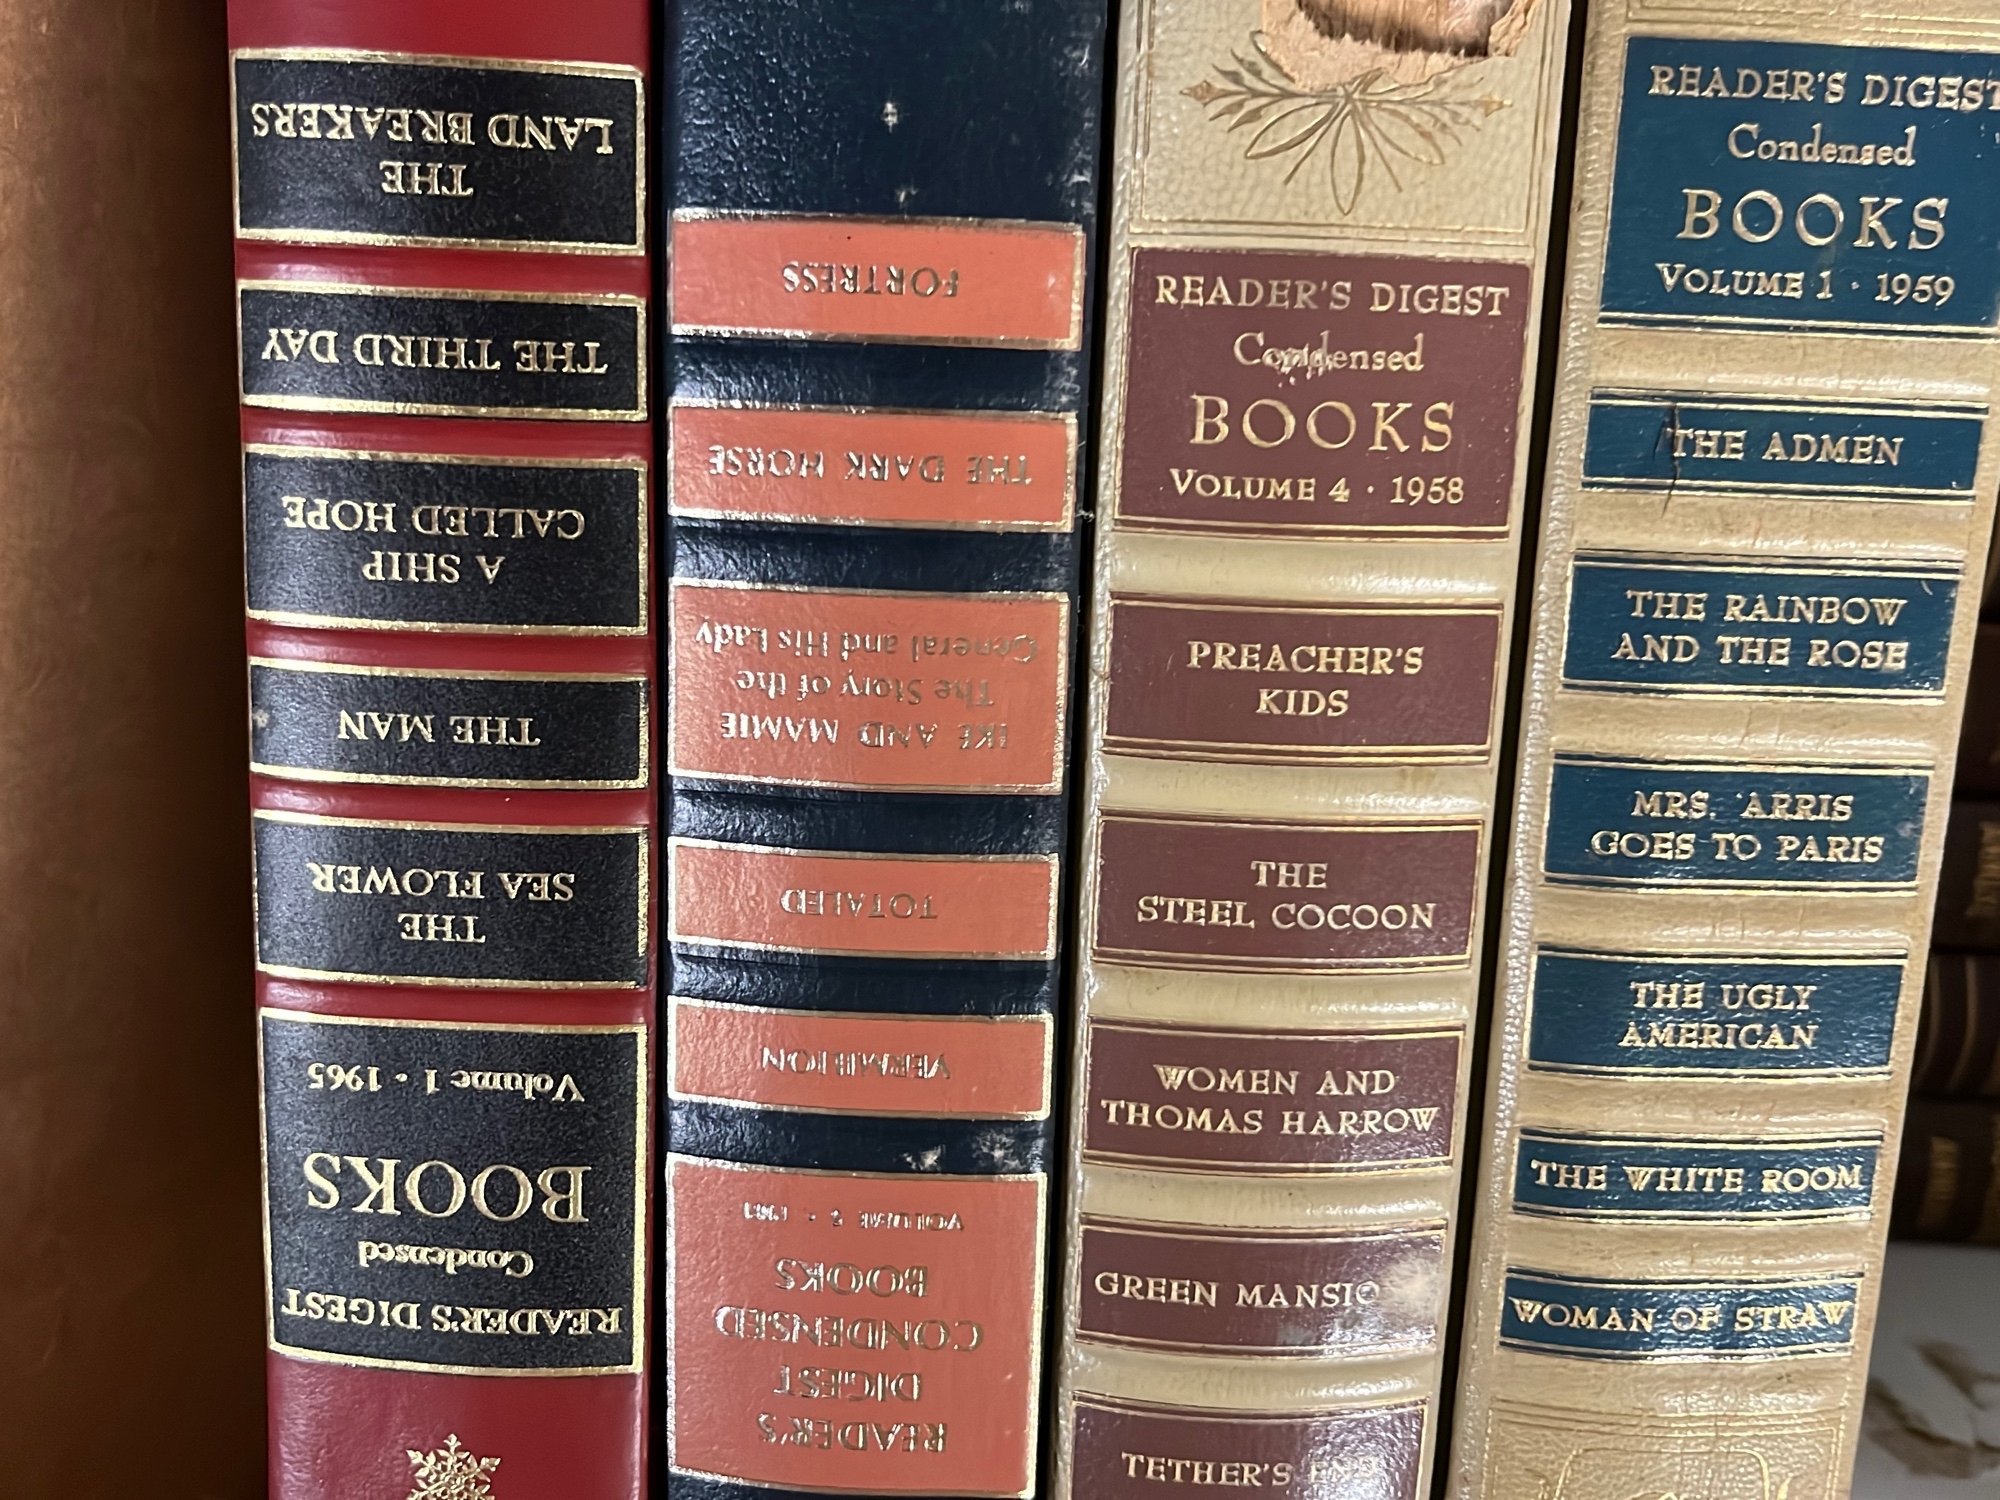 READER'S DIGEST
Condensed
BOOKS
Volume 1 · 1965
THE
SEA FLOWER
THE MAN
A SHIP
CALLED HOPE
THE THIRD DAY
THE
LAND BREAKERS
READER'S
DIGEST
CONDENSED
BOOKS
VERMILION
TOTALED
IKE AND MAMIE
The Story of the
General and His Lady
THE DARK HORSE
FORTRESS
READER'S DIGEST
Condensed
BOOKS
VOLUME 4 · 1958
PREACHER'S
KIDS
THE
STEEL COCOON
WOMEN AND
THOMAS HARROW
GREEN MANSIO
TETHER'S END
READER'S DIGEST
Condensed
BOOKS
VOLUME 1 · 1959
THE ADMEN
THE RAINBOW
AND THE ROSE
MRS. 'ARRIS
GOES TO PARIS
THE UGLY
AMERICAN
THE WHITE ROOM
WOMAN OF STRAW